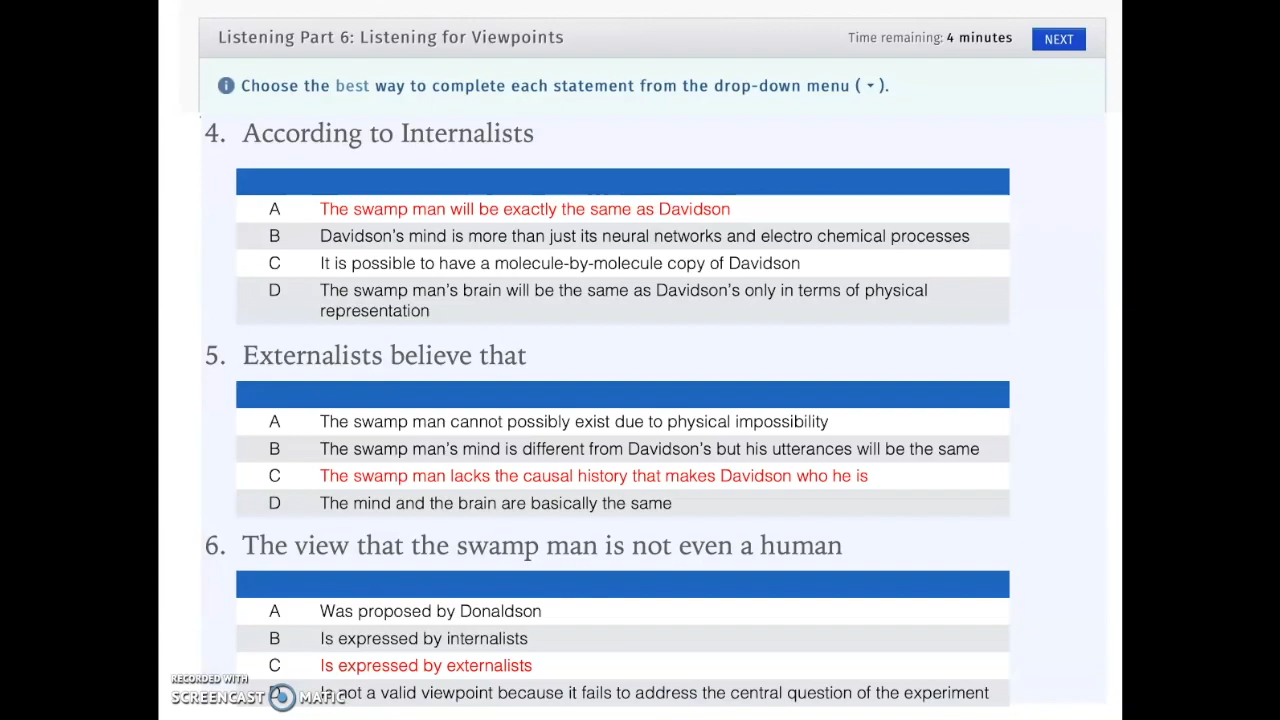 Listening Part 6: Listening for Viewpoints
Time remaining: 4 minutes
NEXT
Choose the best way to complete each statement from the drop-down menu ( ).
4. According to Internalists
A The swamp man will be exactly the same as Davidson
B Davidson's mind is more than just its neural networks and electro chemical processes
C It is possible to have a molecule-by-molecule copy of Davidson
D The swamp man's brain will be the same as Davidson's only in terms of physical
representation
5. Externalists believe that
A The swamp man cannot possibly exist due to physical impossibility
B The swamp man's mind is different from Davidson's but his utterances will be the same
C The swamp man lacks the causal history that makes Davidson who he is
D The mind and the brain are basically the same
6. The view that the swamp man is not even a human
A Was proposed by Donaldson
B Is expressed by internalists
C Is expressed by externalists
D Is not a valid viewpoint because it fails to address the central question of the experiment
RECORDED WITH
SCREENCAST MATIC